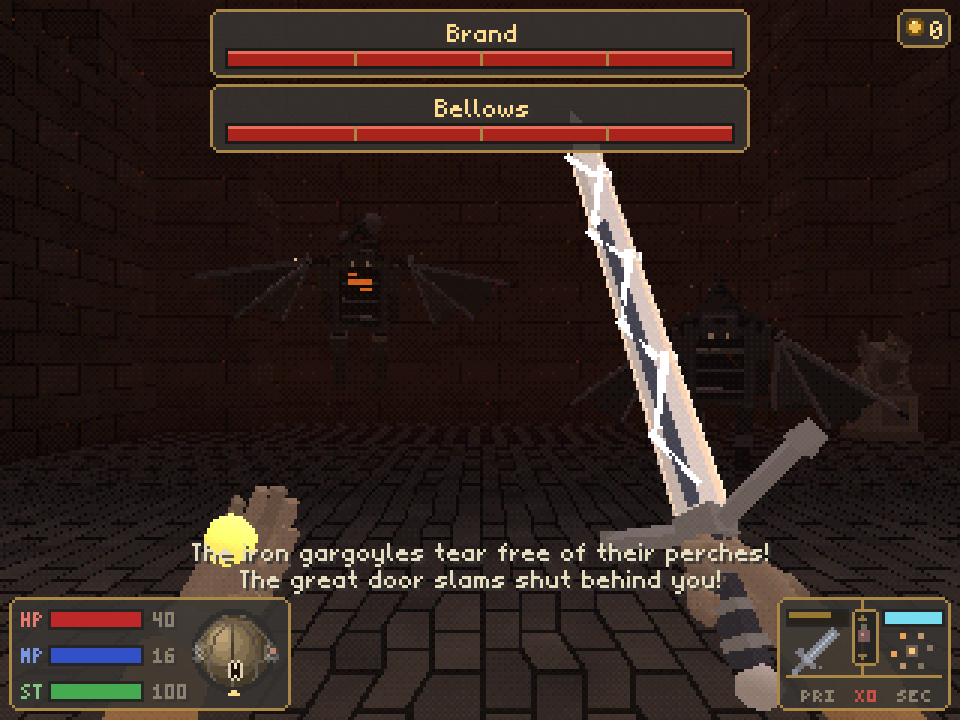 Brand
0
Bellows
The iron gargoyles tear free of their perches!
The great door slams shut behind you!
HP 40
MP 16
ST 100
N
PRI X0 SEC